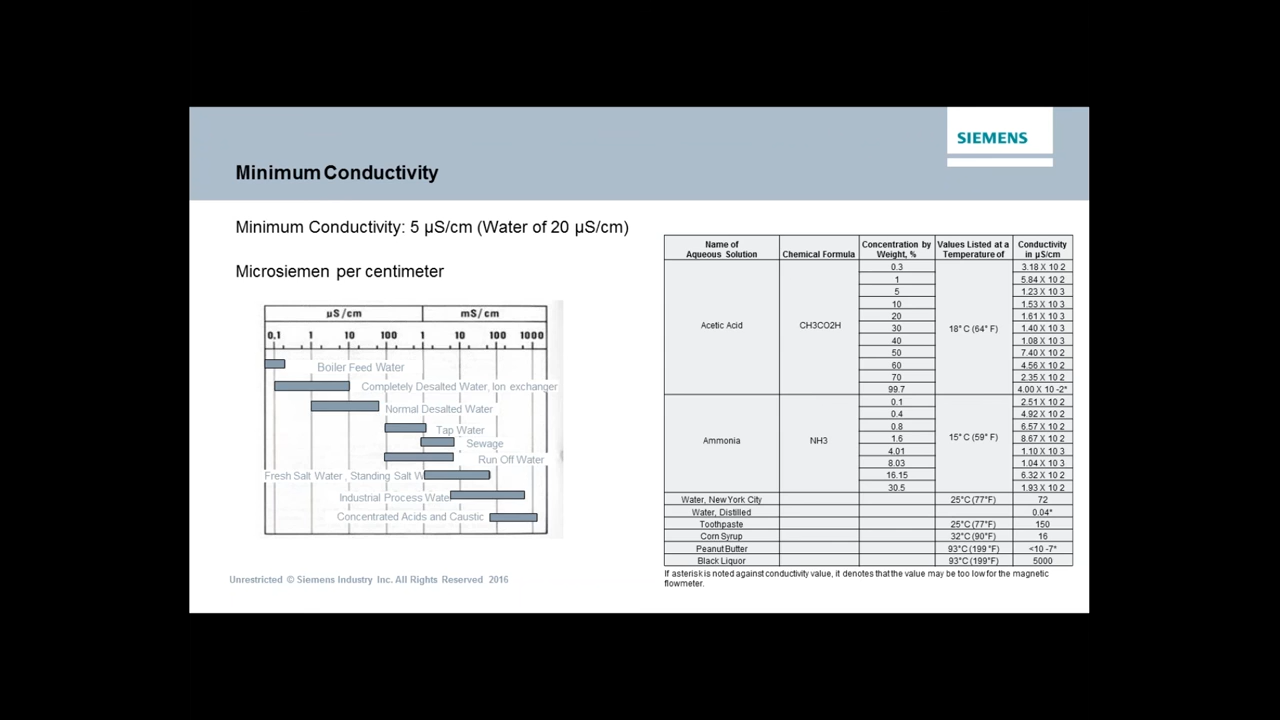 SIEMENS
Minimum Conductivity
Minimum Conductivity: 5 µS/cm (Water of 20 µS/cm)
Microsiemen per centimeter
µS/cm mS/cm
0.1 1 10 100 1 10 100 1000
Boiler Feed Water
Completely Desalted Water, Ion exchanger
Normal Desalted Water
Tap Water
Sewage
Run Off Water
Fresh Salt Water , Standing Salt W
Industrial Process Water
Concentrated Acids and Caustic
Name of Aqueous Solution Chemical Formula Concentration by Weight, % Values Listed at a Temperature of Conductivity in µS/cm
Acetic Acid CH3CO2H 18° C (64° F)
0.3 3.18 X 10 2
1 5.84 X 10 2
5 1.23 X 10 3
10 1.53 X 10 3
20 1.61 X 10 3
30 1.40 X 10 3
40 1.08 X 10 3
50 7.40 X 10 2
60 4.56 X 10 2
70 2.35 X 10 2
99.7 4.00 X 10 -2*
Ammonia NH3 15° C (59° F)
0.1 2.51 X 10 2
0.4 4.92 X 10 2
0.8 6.57 X 10 2
1.6 8.67 X 10 2
4.01 1.10 X 10 3
8.03 1.04 X 10 3
16.15 6.32 X 10 2
30.5 1.93 X 10 2
Water, New York City 25°C (77°F) 72
Water, Distilled 0.04*
Toothpaste 25°C (77°F) 150
Corn Syrup 32°C (90°F) 16
Peanut Butter 93°C (199 °F) <10 -7*
Black Liquor 93°C (199°F) 5000
If asterisk is noted against conductivity value, it denotes that the value may be too low for the magnetic
flowmeter.
Unrestricted © Siemens Industry Inc. All Rights Reserved 2016